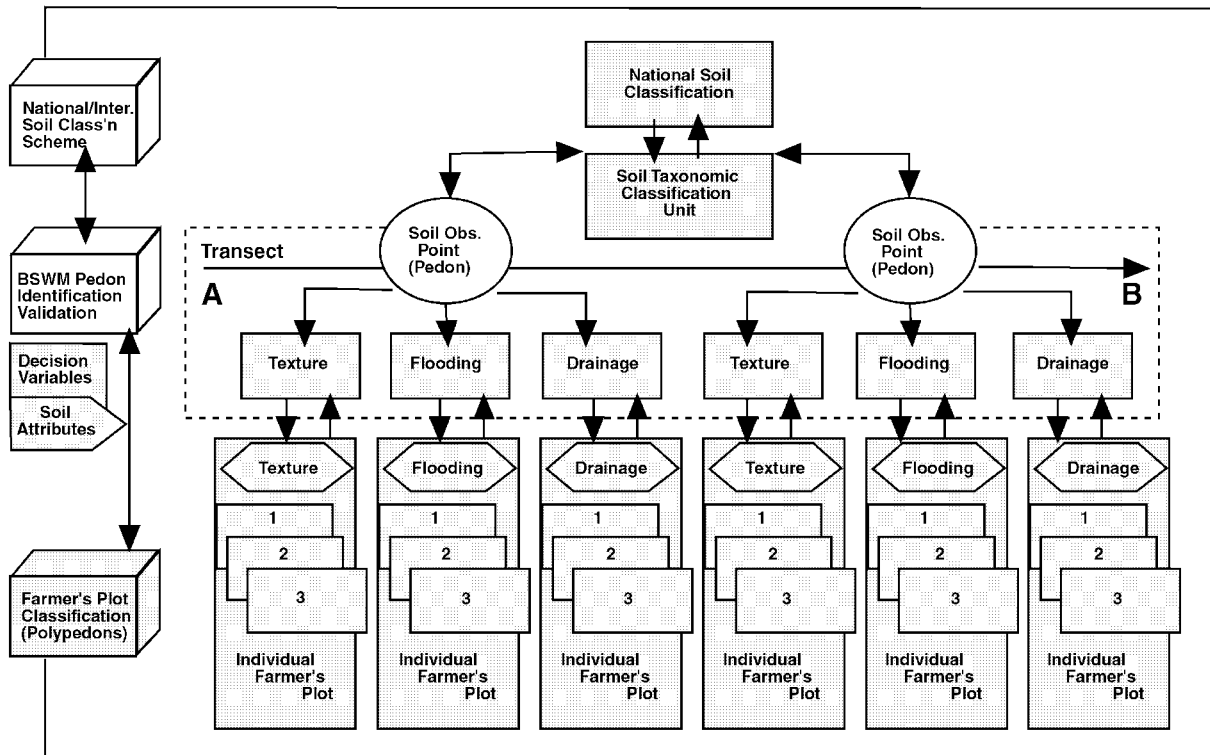 National/Inter.
Soil Class'n
Scheme
BSWM Pedon
Identification
Validation
Decision
Variables
Soil
Attributes
Farmer's Plot
Classification
(Polypedons)
National Soil
Classification
Soil Taxonomic
Classification
Unit
Soil Obs.
Point
(Pedon)
Soil Obs.
Point
(Pedon)
Transect
A
B
Texture
Flooding
Drainage
Texture
Flooding
Drainage
Texture
1
2
3
Individual
Farmer's
Plot
Flooding
1
2
3
Individual
Farmer's
Plot
Drainage
1
2
3
Individual
Farmer's
Plot
Texture
1
2
3
Individual
Farmer's
Plot
Flooding
1
2
3
Individual
Farmer's
Plot
Drainage
1
2
3
Individual
Farmer's
Plot